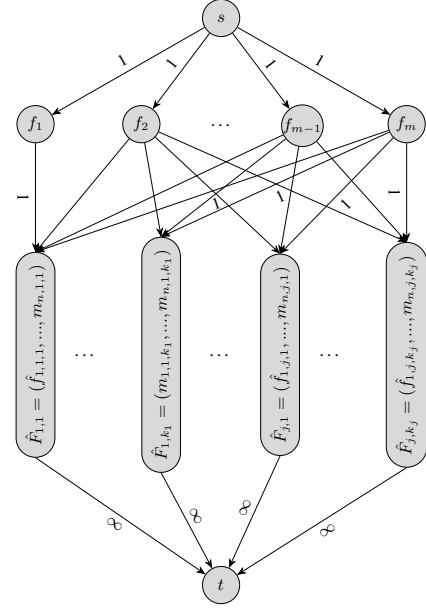 s
1 1 1 1
f₁ f₂ ... fₘ₋₁ fₘ
1 1 1 1 1
F̂₁,₁ = (f̂₁,₁,₁, ..., mₙ,₁,₁)
...
F̂₁,ₖ₁ = (m₁,₁,ₖ₁, ..., mₙ,₁,ₖ₁)
...
F̂ⱼ,₁ = (f̂₁,ⱼ,₁, ..., mₙ,ⱼ,₁)
...
F̂ⱼ,ₖⱼ = (f̂₁,ⱼ,ₖⱼ, ..., mₙ,ⱼ,ₖⱼ)
∞ ∞ ∞ ∞
t